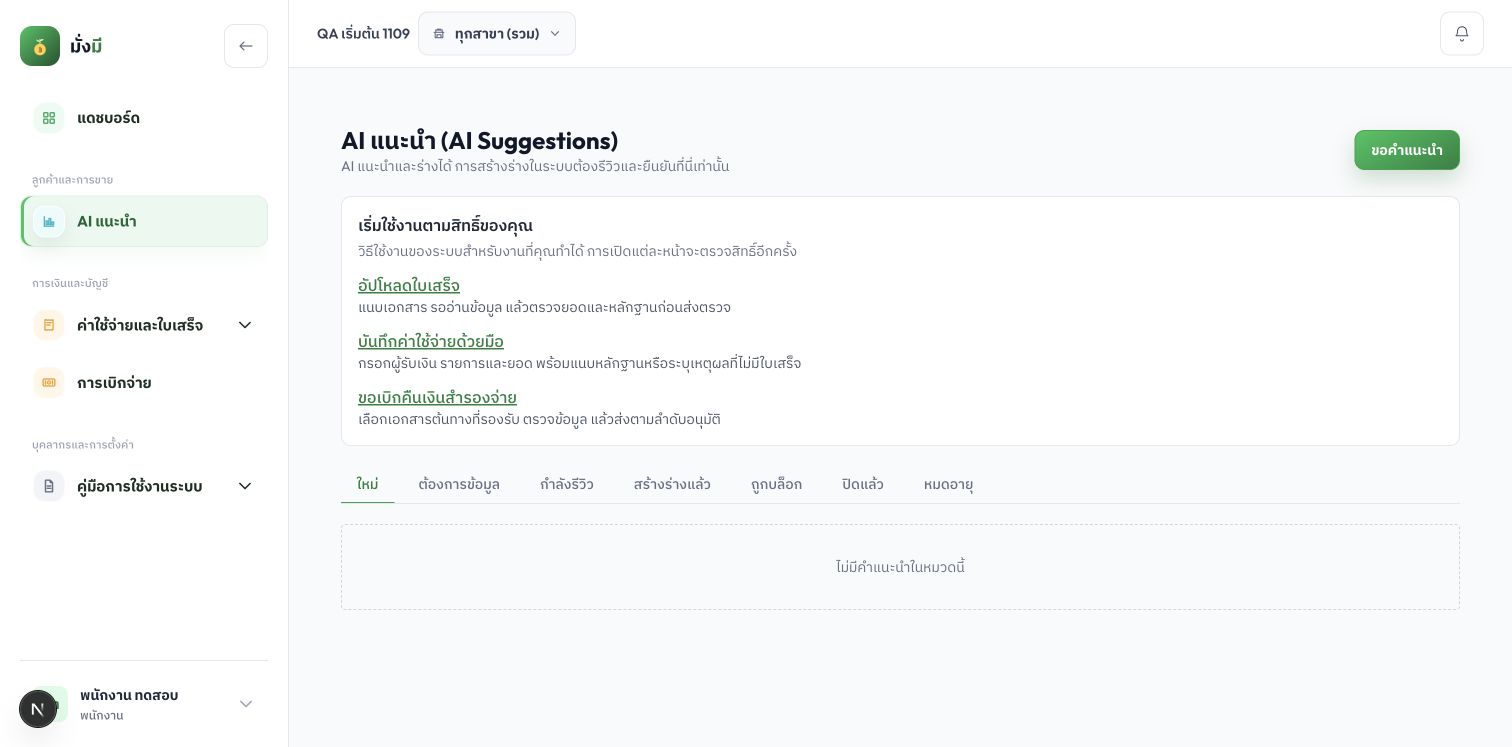 มั่งมี
QA เริ่มต้น 1109
ทุกสาขา (รวม)
แดชบอร์ด
ลูกค้าและการขาย
AI แนะนำ
การเงินและบัญชี
ค่าใช้จ่ายและใบเสร็จ
การเบิกจ่าย
บุคลากรและการตั้งค่า
คู่มือการใช้งานระบบ
N
พนักงาน ทดสอบ
พนักงาน
AI แนะนำ (AI Suggestions)
AI แนะนำและร่างได้ การสร้างร่างในระบบต้องรีวิวและยืนยันที่นี่เท่านั้น
ขอคำแนะนำ
เริ่มใช้งานตามสิทธิ์ของคุณ
วิธีใช้งานของระบบสำหรับงานที่คุณทำได้ การเปิดแต่ละหน้าจะตรวจสิทธิ์อีกครั้ง
อัปโหลดใบเสร็จ
แนบเอกสาร รออ่านข้อมูล แล้วตรวจยอดและหลักฐานก่อนส่งตรวจ
บันทึกค่าใช้จ่ายด้วยมือ
กรอกผู้รับเงิน รายการและยอด พร้อมแนบหลักฐานหรือระบุเหตุผลที่ไม่มีใบเสร็จ
ขอเบิกคืนเงินสำรองจ่าย
เลือกเอกสารต้นทางที่รองรับ ตรวจข้อมูล แล้วส่งตามลำดับอนุมัติ
ใหม่ ต้องการข้อมูล กำลังรีวิว สร้างร่างแล้ว ถูกบล็อก ปิดแล้ว หมดอายุ
ไม่มีคำแนะนำในหมวดนี้